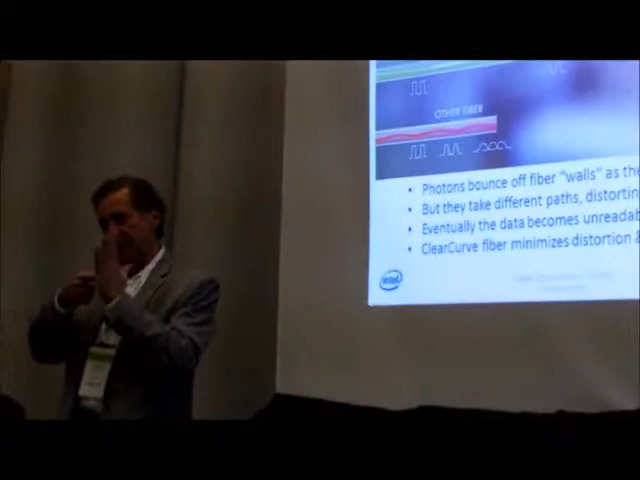 OTHER FIBER
• Photons bounce off fiber "walls" as the
• But they take different paths, distorting
• Eventually the data becomes unreadab
• ClearCurve fiber minimizes distortion &
intel